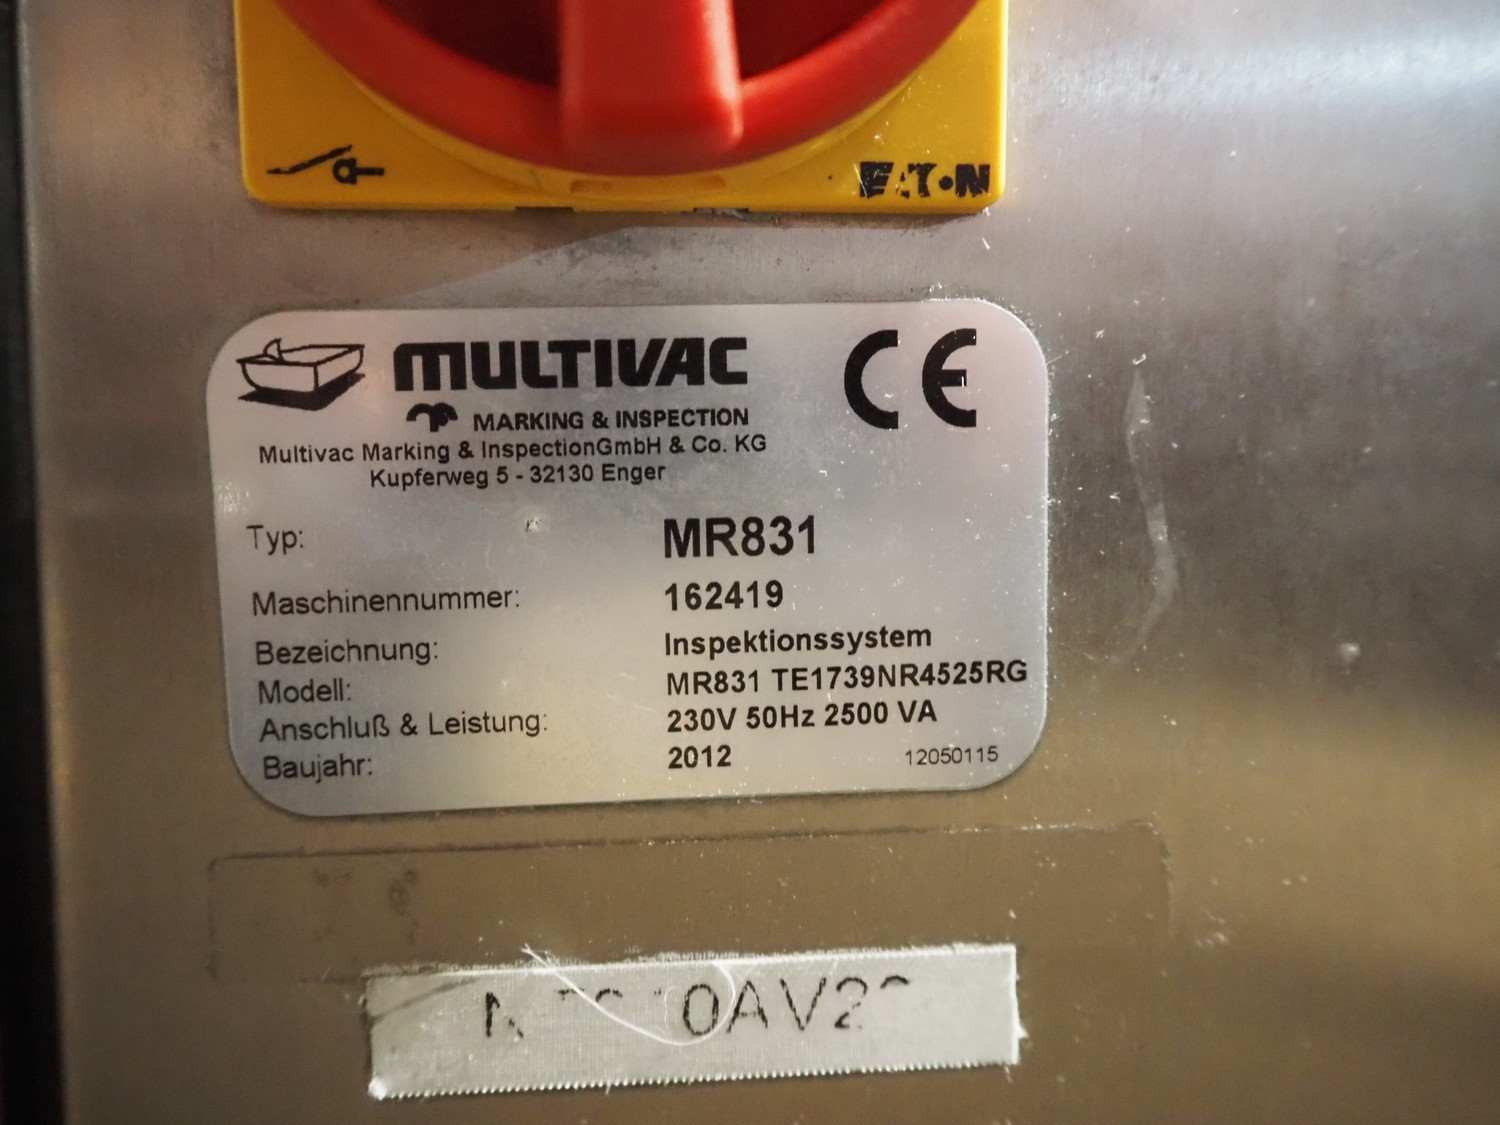 EATON
MULTIVAC
MARKING & INSPECTION
CE
Multivac Marking & InspectionGmbH & Co. KG
Kupferweg 5 - 32130 Enger
Typ: MR831
Maschinennummer: 162419
Bezeichnung: Inspektionssystem
Modell: MR831 TE1739NR4525RG
Anschluß & Leistung: 230V 50Hz 2500 VA
Baujahr: 2012 12050115